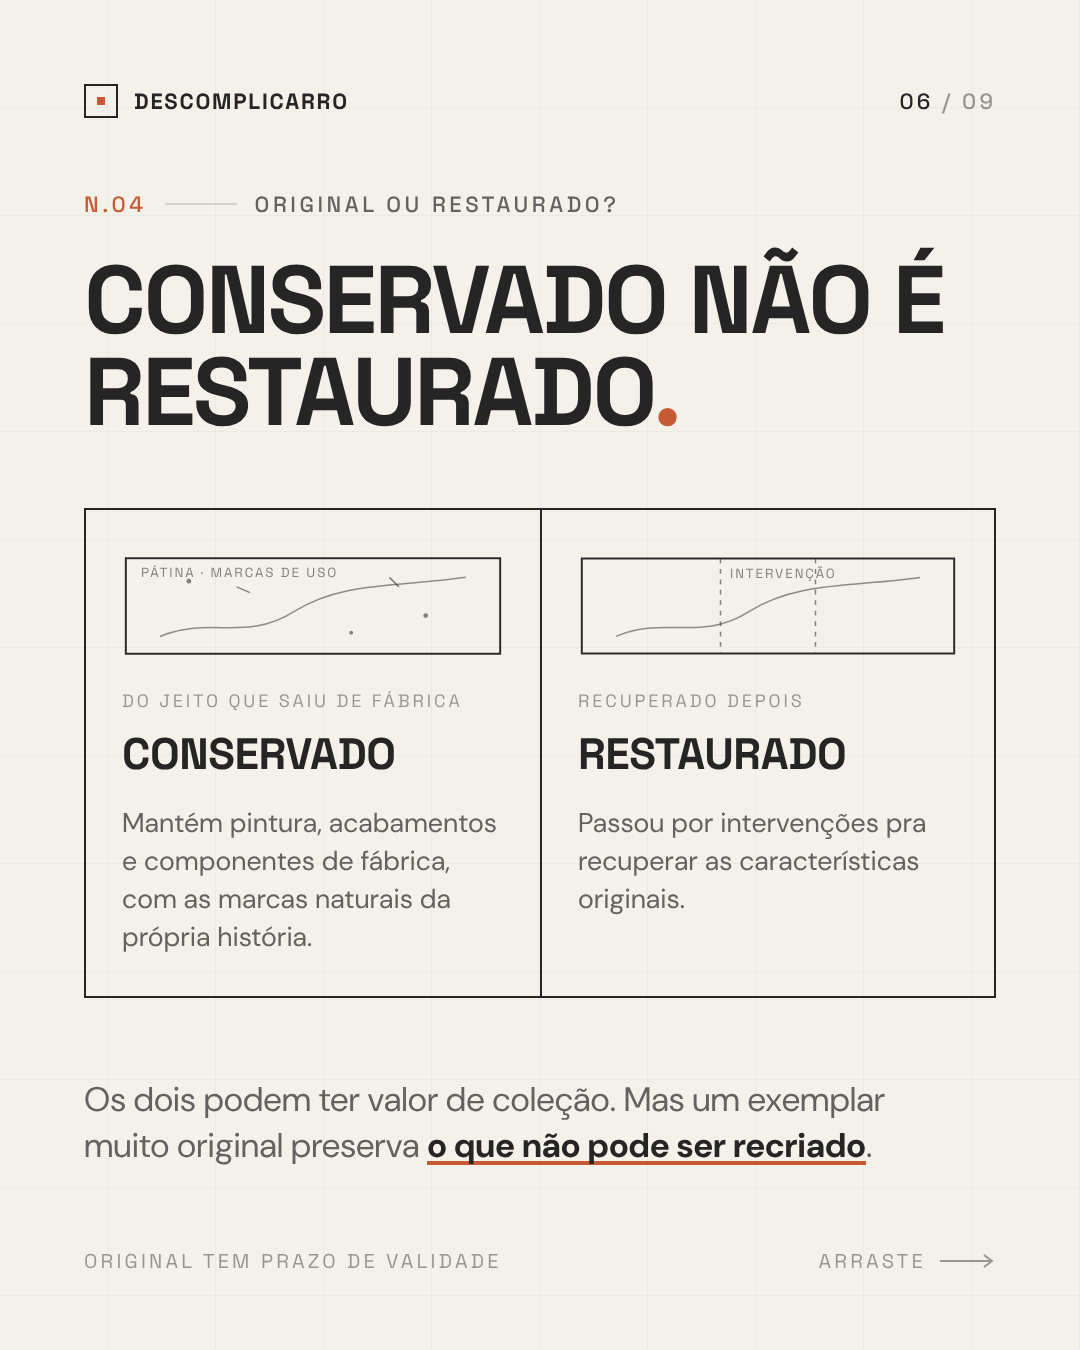 DESCOMPLICARRO
06 / 09
N.04
ORIGINAL OU RESTAURADO?
CONSERVADO NÃO É
RESTAURADO.
PÁTINA · MARCAS DE USO
DO JEITO QUE SAIU DE FÁBRICA
CONSERVADO
Mantém pintura, acabamentos
e componentes de fábrica,
com as marcas naturais da
própria história.
INTERVENÇÃO
RECUPERADO DEPOIS
RESTAURADO
Passou por intervenções pra
recuperar as características
originais.
Os dois podem ter valor de coleção. Mas um exemplar
muito original preserva o que não pode ser recriado.
ORIGINAL TEM PRAZO DE VALIDADE
ARRASTE